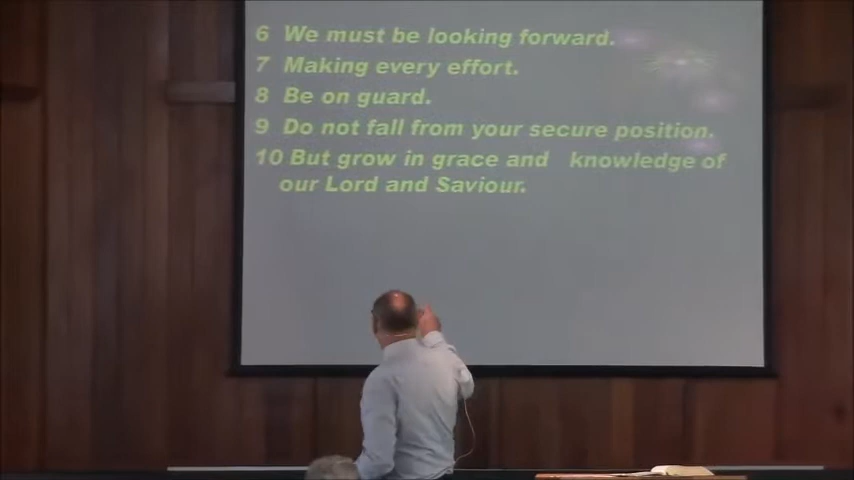 6 We must be looking forward.
7 Making every effort.
8 Be on guard.
9 Do not fall from your secure position.
10 But grow in grace and knowledge of
our Lord and Saviour.